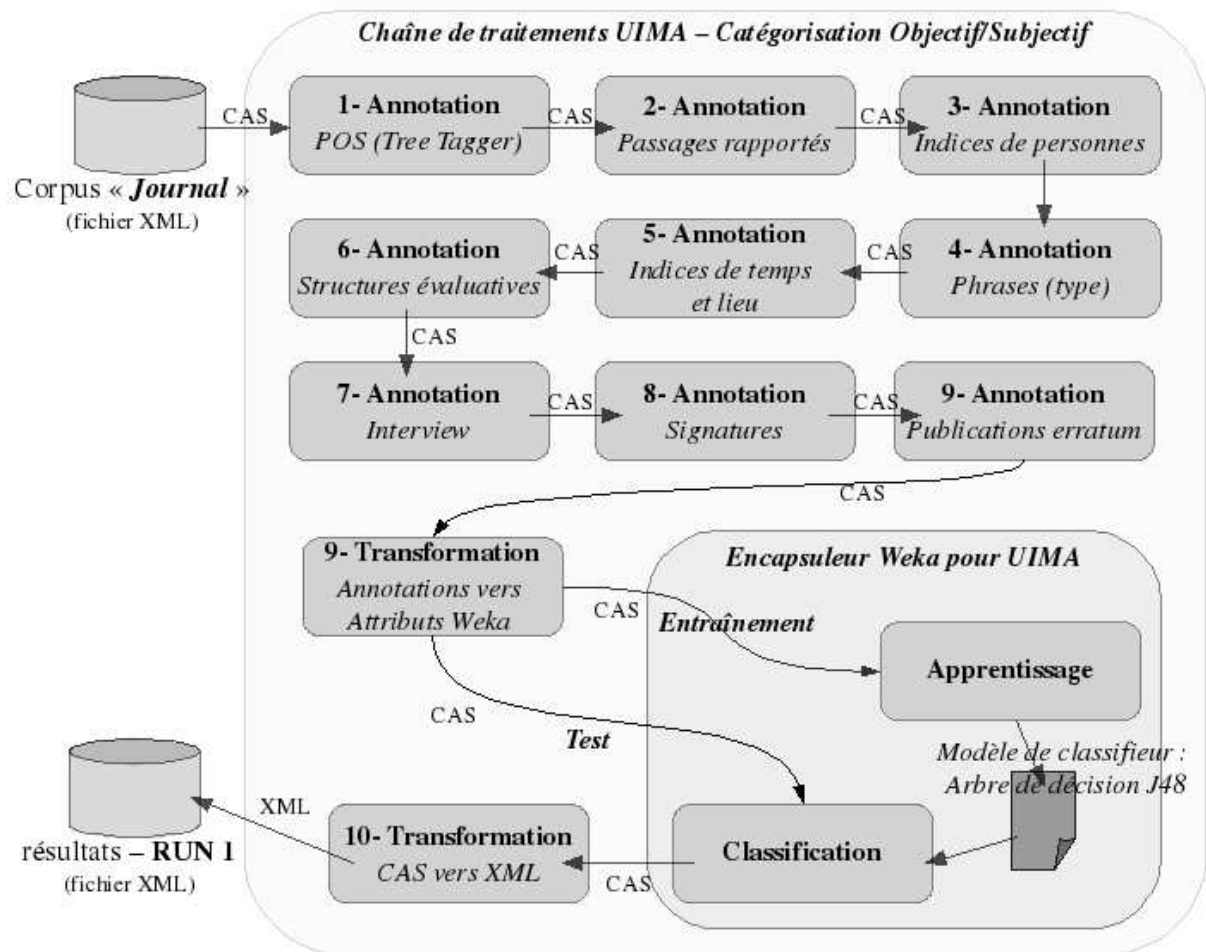 Chaîne de traitements UIMA – Catégorisation Objectif/Subjectif
CAS
1- Annotation
POS (Tree Tagger)
CAS
2- Annotation
Passages rapportés
CAS
3- Annotation
Indices de personnes
Corpus « Journal »
(fichier XML)
4- Annotation
Phrases (type)
CAS
5- Annotation
Indices de temps
et lieu
CAS
6- Annotation
Structures évaluatives
CAS
7- Annotation
Interview
CAS
8- Annotation
Signatures
CAS
9- Annotation
Publications erratum
CAS
9- Transformation
Annotations vers
Attributs Weka
Encapsuleur Weka pour UIMA
CAS
Entraînement
Apprentissage
CAS
Test
Modèle de classifieur :
Arbre de décision J48
Classification
CAS
10- Transformation
CAS vers XML
XML
résultats – RUN 1
(fichier XML)